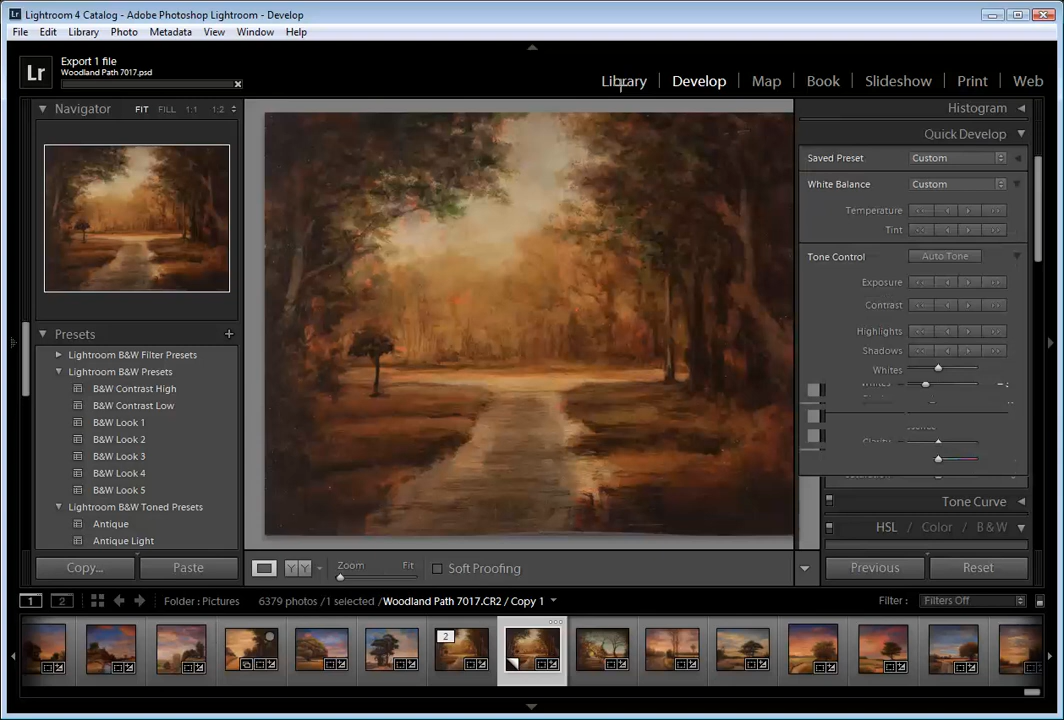 Lightroom 4 Catalog - Adobe Photoshop Lightroom - Develop
File Edit Library Photo Metadata View Window Help
Lr
Export 1 file
Woodland Path 7017.psd
Library Develop Map Book Slideshow Print Web
Navigator FIT FILL 1:1 1:2
Histogram
Quick Develop
Saved Preset Custom
White Balance Custom
Temperature
Tint
Tone Control Auto Tone
Exposure
Contrast
Highlights
Shadows
Whites
Clarity
Presets +
Lightroom B&W Filter Presets
Lightroom B&W Presets
B&W Contrast High
B&W Contrast Low
B&W Look 1
B&W Look 2
B&W Look 3
B&W Look 4
B&W Look 5
Lightroom B&W Toned Presets
Antique
Antique Light
Tone Curve
HSL / Color / B&W
Copy... Paste
Zoom Fit Soft Proofing
Previous Reset
1 2 Folder : Pictures 6379 photos /1 selected /Woodland Path 7017.CR2 / Copy 1 Filter : Filters Off
2